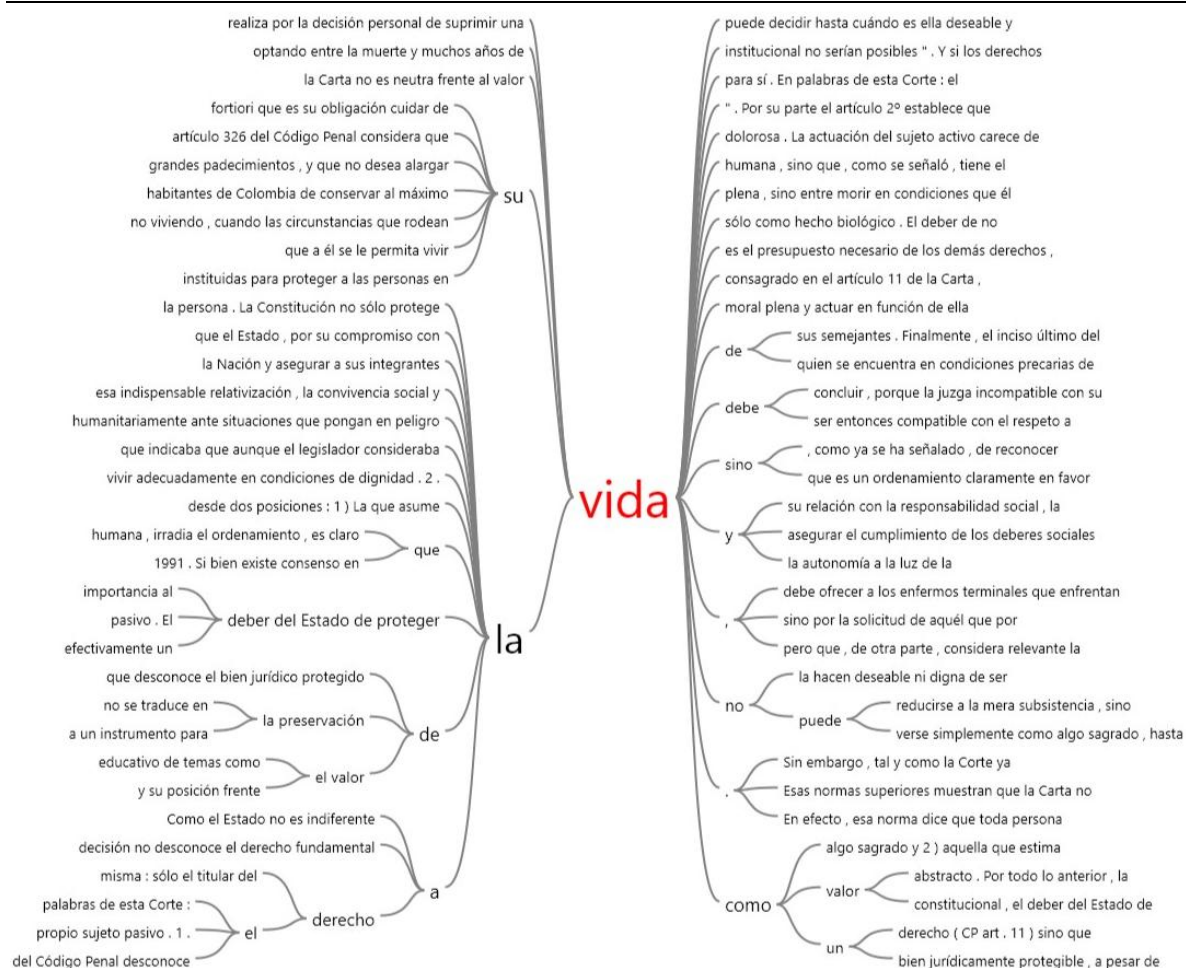 realiza por la decisión personal de suprimir una
optando entre la muerte y muchos años de
la Carta no es neutra frente al valor
fortiori que es su obligación cuidar de
artículo 326 del Código Penal considera que
grandes padecimientos , y que no desea alargar
habitantes de Colombia de conservar al máximo
no viviendo , cuando las circunstancias que rodean
que a él se le permita vivir
instituidas para proteger a las personas en
su
la persona . La Constitución no sólo protege
que el Estado , por su compromiso con
la Nación y asegurar a sus integrantes
esa indispensable relativización , la convivencia social y
humanitariamente ante situaciones que pongan en peligro
que indicaba que aunque el legislador consideraba
vivir adecuadamente en condiciones de dignidad . 2 .
desde dos posiciones : 1 ) La que asume
humana , irradia el ordenamiento , es claro
1991 . Si bien existe consenso en
que
importancia al
pasivo . El
efectivamente un
deber del Estado de proteger
que desconoce el bien jurídico protegido
no se traduce en
a un instrumento para
la preservación
educativo de temas como
y su posición frente
el valor
de
Como el Estado no es indiferente
decisión no desconoce el derecho fundamental
misma : sólo el titular del
palabras de esta Corte :
propio sujeto pasivo . 1 .
del Código Penal desconoce
el
derecho
a
la
vida
puede decidir hasta cuándo es ella deseable y
institucional no serían posibles " . Y si los derechos
para sí . En palabras de esta Corte : el
" . Por su parte el artículo 2º establece que
dolorosa . La actuación del sujeto activo carece de
humana , sino que , como se señaló , tiene el
plena , sino entre morir en condiciones que él
sólo como hecho biológico . El deber de no
es el presupuesto necesario de los demás derechos ,
consagrado en el artículo 11 de la Carta ,
moral plena y actuar en función de ella
de
sus semejantes . Finalmente , el inciso último del
quien se encuentra en condiciones precarias de
debe
concluir , porque la juzga incompatible con su
ser entonces compatible con el respeto a
sino
, como ya se ha señalado , de reconocer
que es un ordenamiento claramente en favor
y
su relación con la responsabilidad social , la
asegurar el cumplimiento de los deberes sociales
la autonomía a la luz de la
,
debe ofrecer a los enfermos terminales que enfrentan
sino por la solicitud de aquél que por
pero que , de otra parte , considera relevante la
no
la hacen deseable ni digna de ser
puede
reducirse a la mera subsistencia , sino
verse simplemente como algo sagrado , hasta
.
Sin embargo , tal y como la Corte ya
Esas normas superiores muestran que la Carta no
En efecto , esa norma dice que toda persona
como
algo sagrado y 2 ) aquella que estima
valor
abstracto . Por todo lo anterior , la
constitucional , el deber del Estado de
un
derecho ( CP art . 11 ) sino que
bien jurídicamente protegible , a pesar de